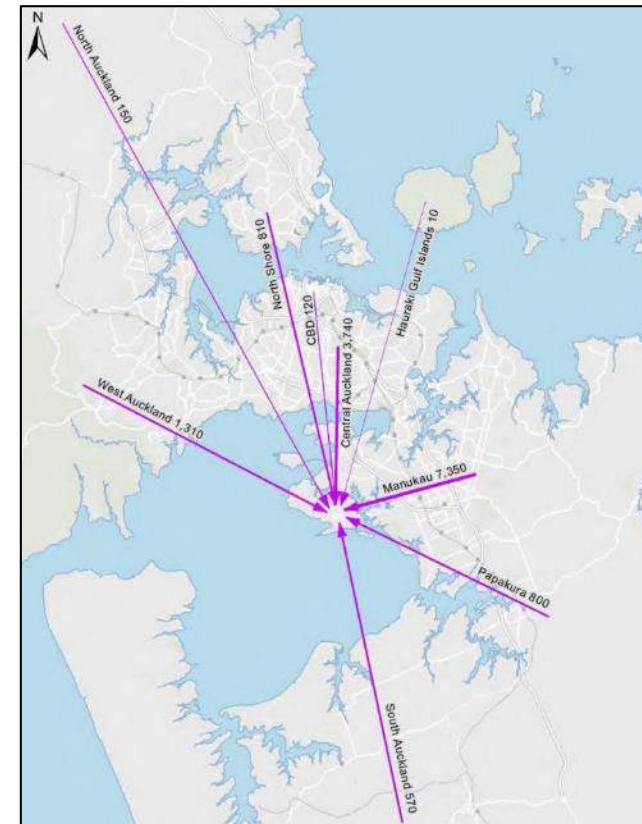 N
North Auckland 150
North Shore 810
CBD 120
Central Auckland 3,740
Hauraki Gulf Islands 10
West Auckland 1,310
Manukau 7,350
Papakura 800
South Auckland 570